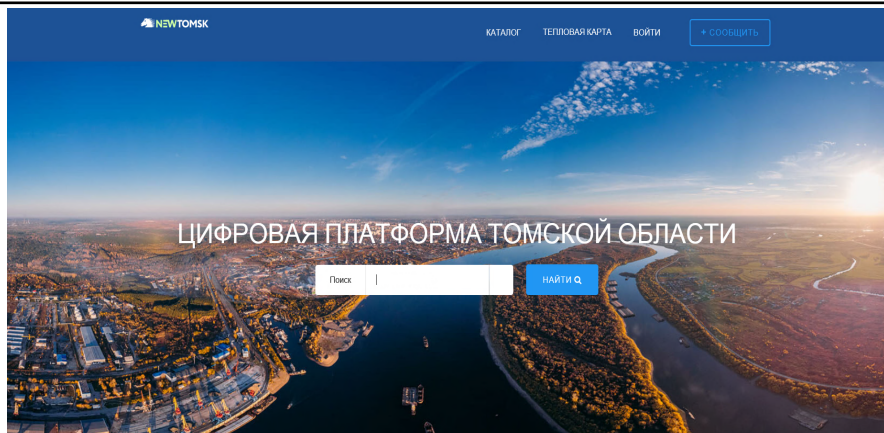 NEWTOMSK
КАТАЛОГ ТЕПЛОВАЯ КАРТА ВОЙТИ + СООБЩИТЬ
ЦИФРОВАЯ ПЛАТФОРМА ТОМСКОЙ ОБЛАСТИ
Поиск НАЙТИ